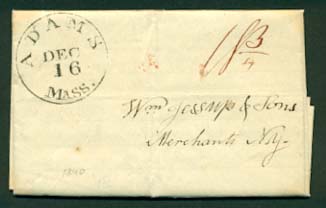 ADAMS
DEC
16
MASS.
18 3/4
Wm Jessup & Sons
Merchants N.Y.
1840